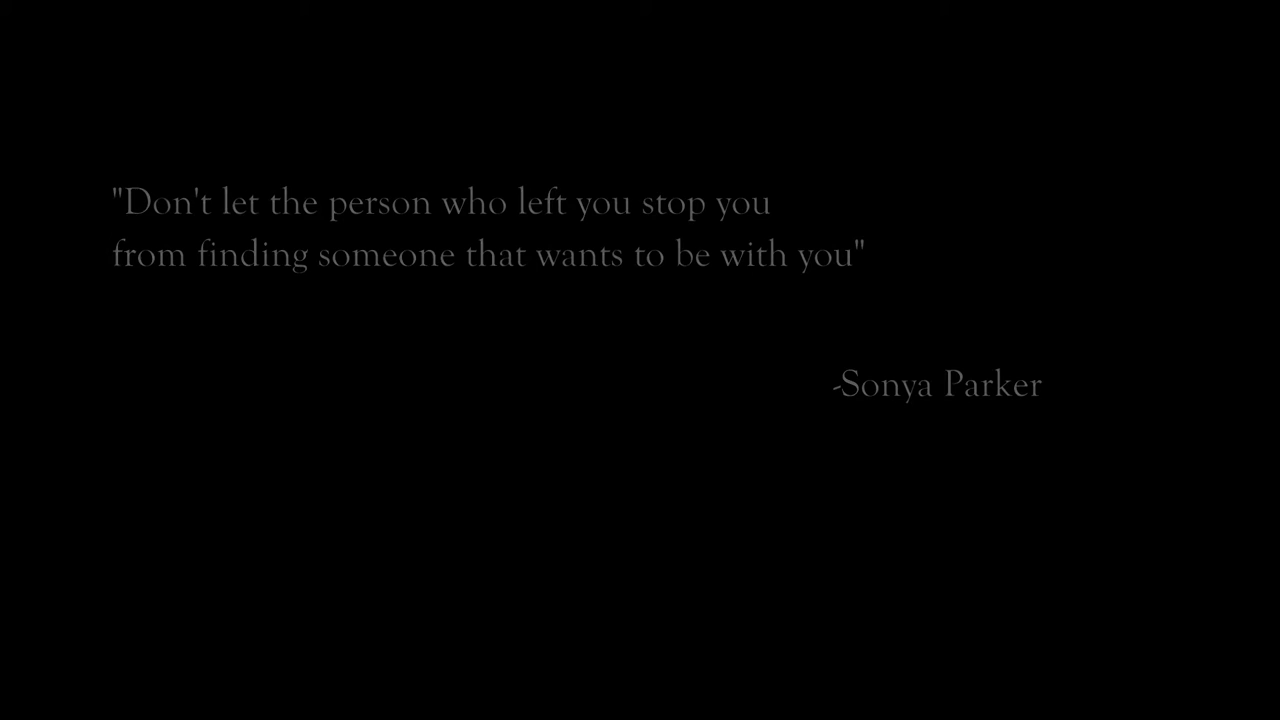 "Don't let the person who left you stop you
from finding someone that wants to be with you"
-Sonya Parker